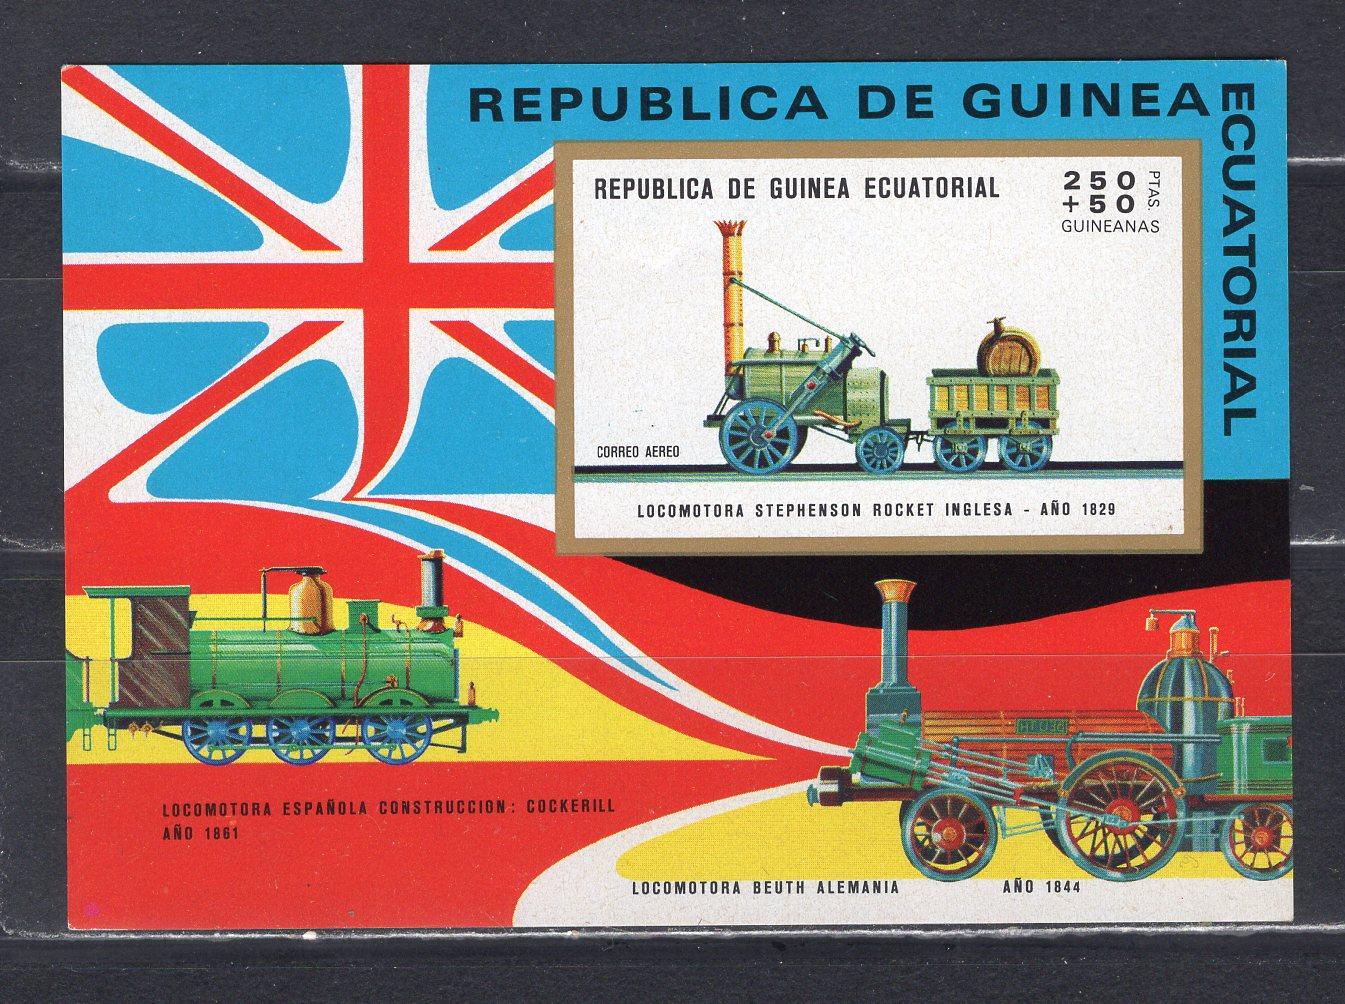 REPUBLICA DE GUINEA
ECUATORIAL
REPUBLICA DE GUINEA ECUATORIAL
250
+50
PTAS.
GUINEANAS
CORREO AEREO
LOCOMOTORA STEPHENSON ROCKET INGLESA - AÑO 1829
LOCOMOTORA ESPAÑOLA CONSTRUCCION: COCKERILL
AÑO 1861
LOCOMOTORA BEUTH ALEMANIA AÑO 1844